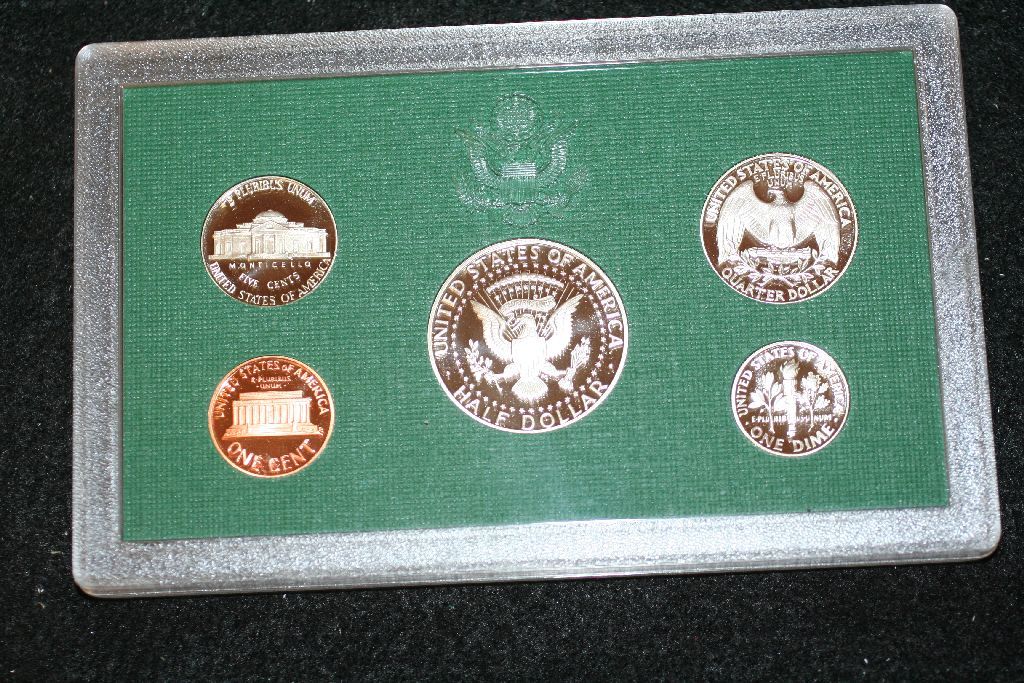 E PLURIBUS UNUM
MONTICELLO
FIVE CENTS
UNITED STATES OF AMERICA
UNITED STATES OF AMERICA
HALF DOLLAR
UNITED STATES OF AMERICA
E PLURIBUS
UNUM
QUARTER DOLLAR
UNITED STATES OF AMERICA
E·PLURIBUS
·UNUM·
ONE CENT
UNITED STATES OF AMERICA
E·PLURIBUS·UNUM
ONE DIME